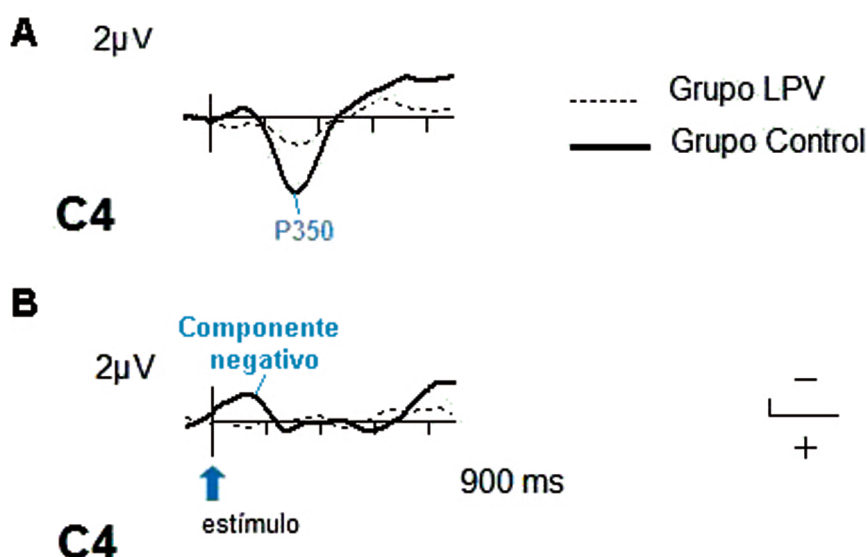 A
2µV
Grupo LPV
Grupo Control
C4
P350
B
Componente
negativo
2µV
−
+
900 ms
estímulo
C4